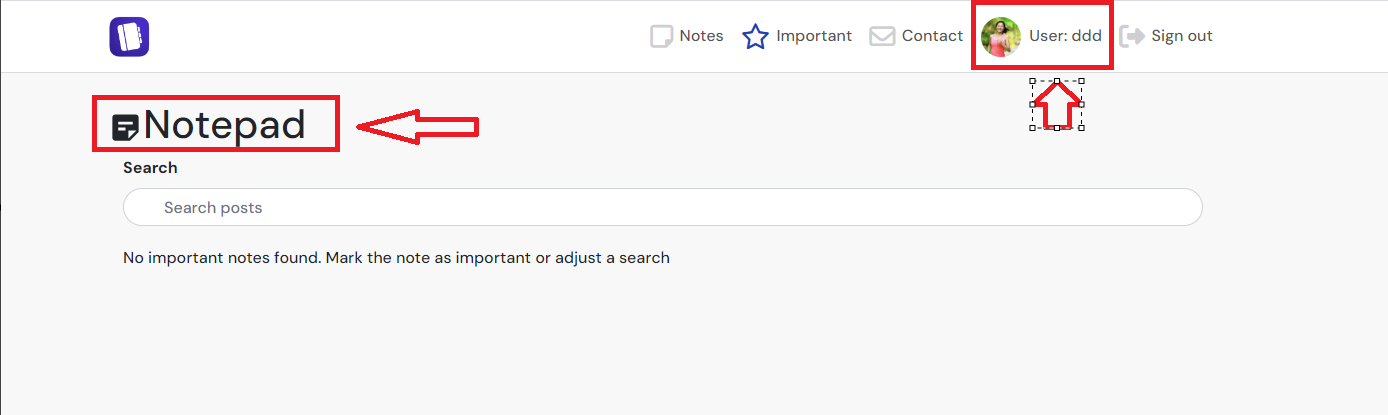 Notes Important Contact User: ddd Sign out
Notepad
Search
Search posts
No important notes found. Mark the note as important or adjust a search